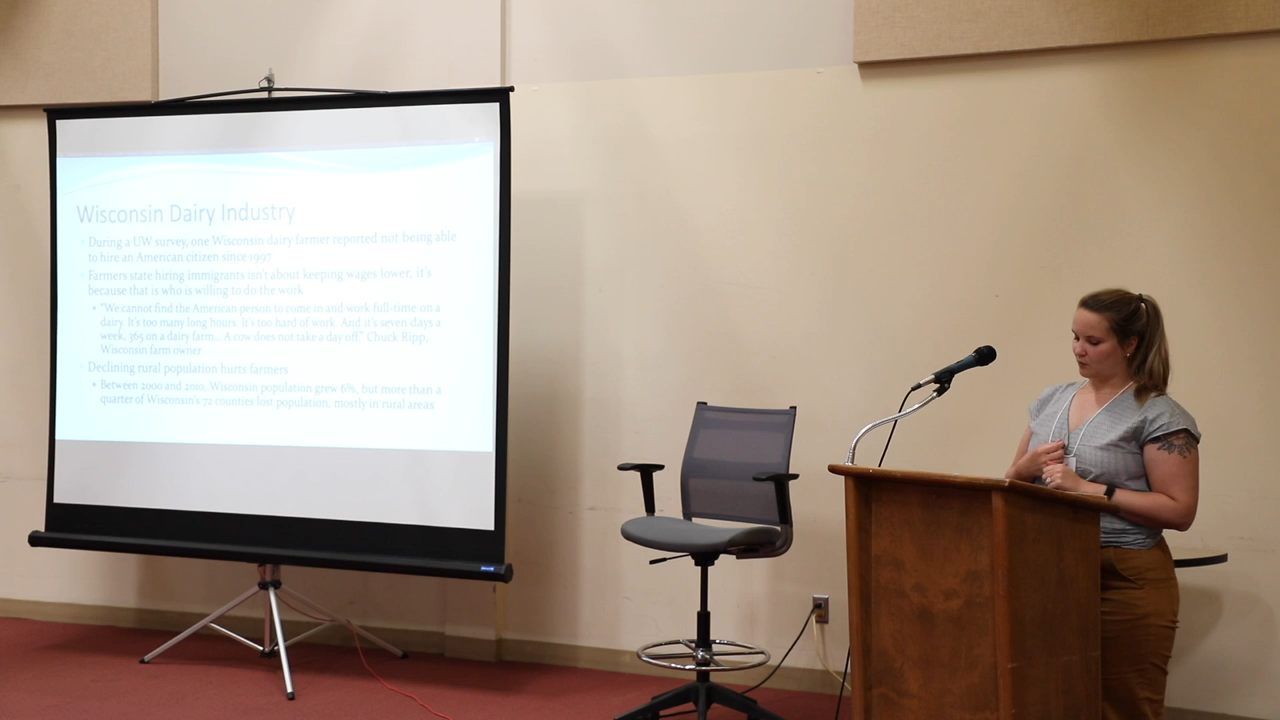 Wisconsin Dairy Industry
During a UW survey, one Wisconsin dairy farmer reported not being able
to hire an American citizen since 1997
Farmers state hiring immigrants isn't about keeping wages lower, it's
because that is who is willing to do the work
"We cannot find the American person to come in and work full-time on a
dairy. It's too many long hours. It's too hard of work. And it's seven days a
week, 365 on a dairy farm...A cow does not take a day off." Chuck Ripp,
Wisconsin farm owner
Declining rural population hurts farmers
Between 2000 and 2010, Wisconsin population grew 6%, but more than a
quarter of Wisconsin's 72 counties lost population, mostly in rural areas